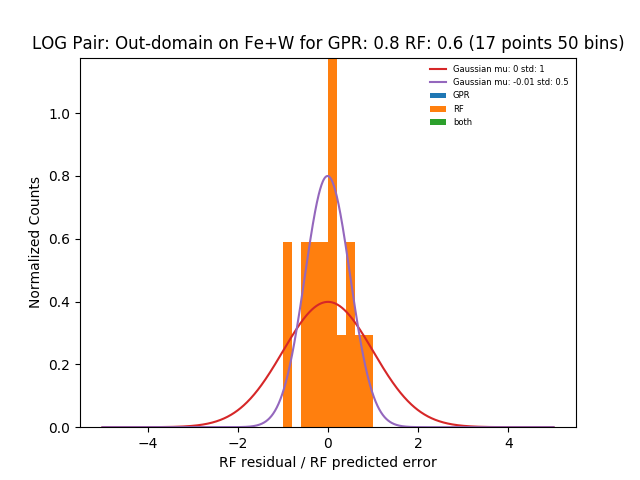 LOG Pair: Out-domain on Fe+W for GPR: 0.8 RF: 0.6 (17 points 50 bins)
Gaussian mu: 0 std: 1
Gaussian mu: -0.01 std: 0.5
GPR
RF
both
Normalized Counts
1.0
0.8
0.6
0.4
0.2
0.0
−4
−2
0
2
4
RF residual / RF predicted error